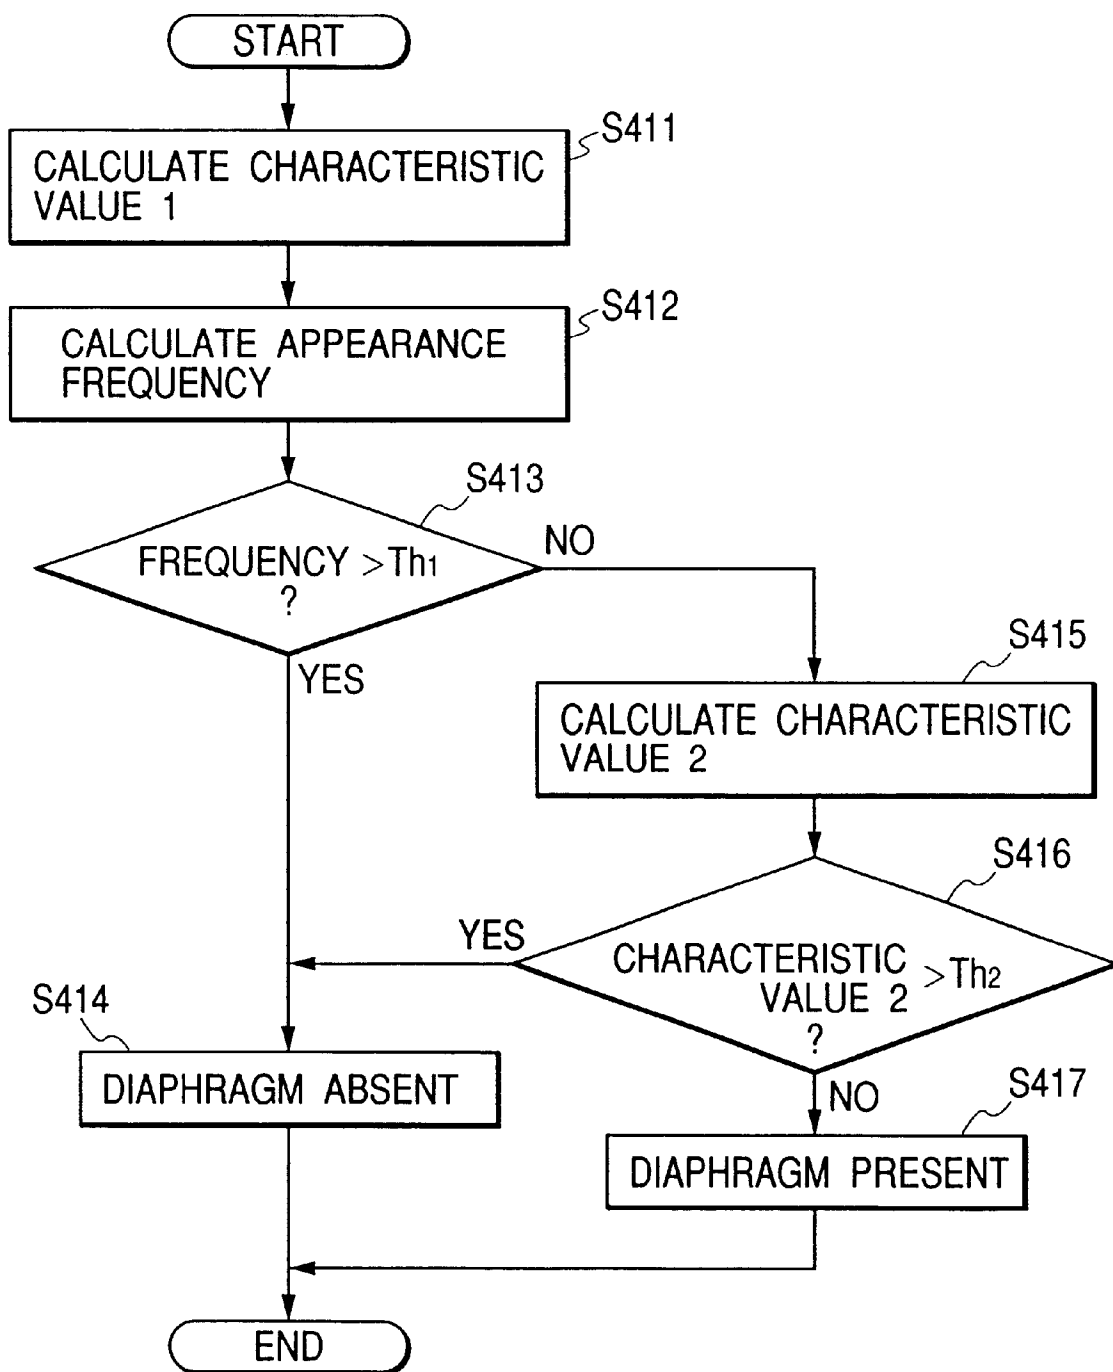 START
S411
CALCULATE CHARACTERISTIC
VALUE 1
S412
CALCULATE APPEARANCE
FREQUENCY
S413
FREQUENCY >Th1
?
NO
YES
S415
CALCULATE CHARACTERISTIC
VALUE 2
S416
YES
CHARACTERISTIC
VALUE 2
>Th2
?
NO
S414
DIAPHRAGM ABSENT
S417
DIAPHRAGM PRESENT
END